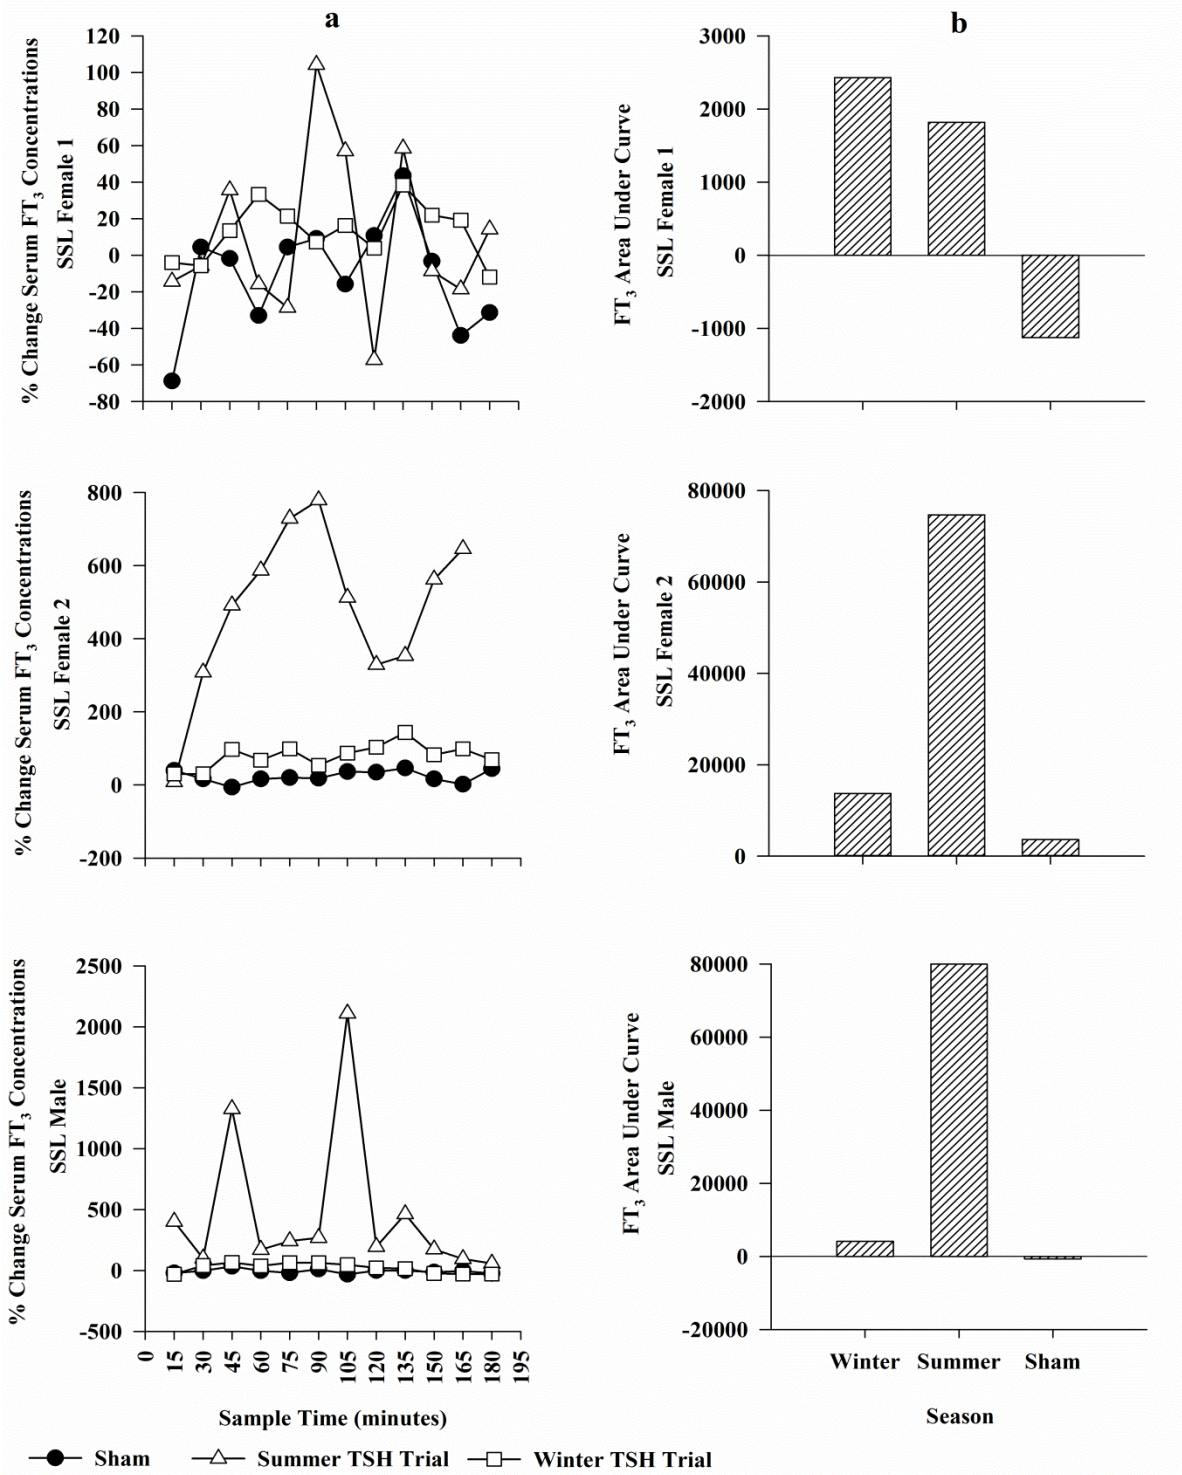 a
% Change Serum FT3 Concentrations
SSL Female 1
120
100
80
60
40
20
0
-20
-40
-60
-80
b
FT3 Area Under Curve
SSL Female 1
3000
2000
1000
0
-1000
-2000
% Change Serum FT3 Concentrations
SSL Female 2
800
600
400
200
0
-200
FT3 Area Under Curve
SSL Female 2
80000
60000
40000
20000
0
% Change Serum FT3 Concentrations
SSL Male
2500
2000
1500
1000
500
0
-500
0 15 30 45 60 75 90 105 120 135 150 165 180 195
Sample Time (minutes)
FT3 Area Under Curve
SSL Male
80000
60000
40000
20000
0
-20000
Winter Summer Sham
Season
Sham Summer TSH Trial Winter TSH Trial